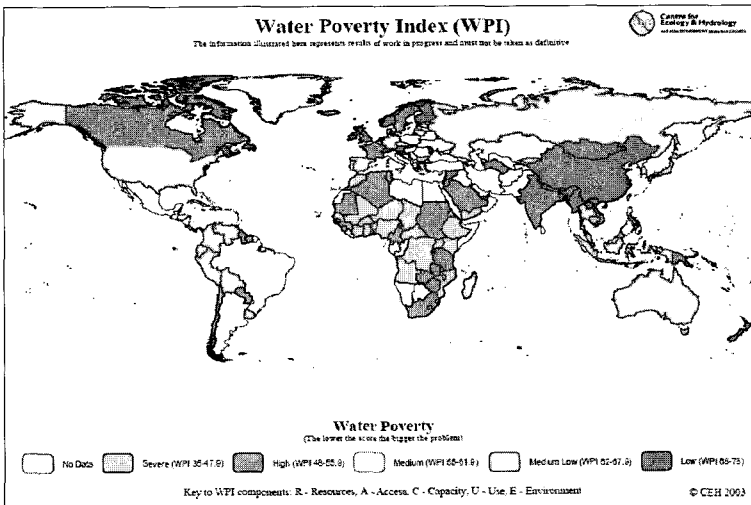 Water Poverty Index (WPI)
The information illustrated here represents results of work in progress and must not be taken as definitive
Centre for
Ecology & Hydrology
Water Poverty
(The lower the score the bigger the problem)
No Data
Severe (WPI 35-47.9)
High (WPI 48-55.9)
Medium (WPI 56-61.9)
Medium Low (WPI 62-67.9)
Low (WPI 68-78)
Key to WPI components: R - Resources, A - Access, C - Capacity, U - Use, E - Environment
© CEH 2003